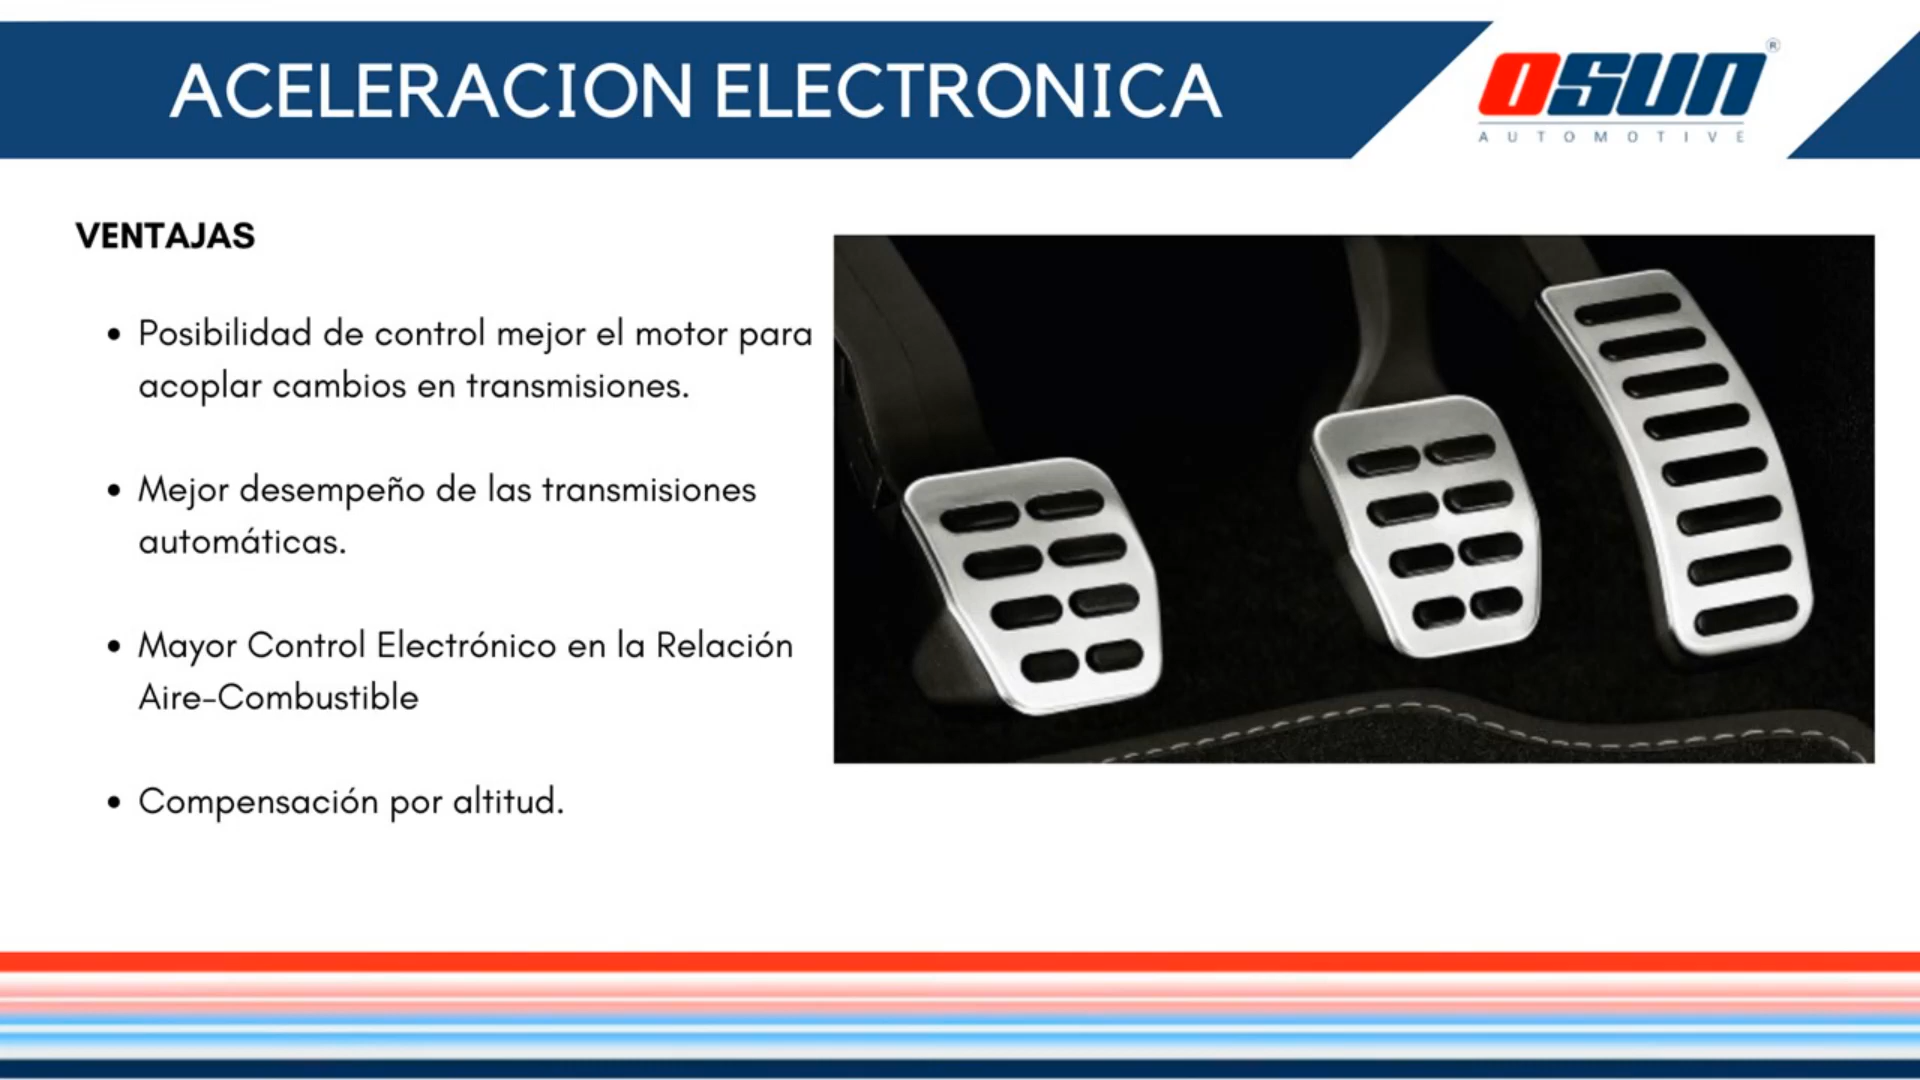 ACELERACION ELECTRONICA
OSUN®
AUTOMOTIVE
VENTAJAS
• Posibilidad de control mejor el motor para
acoplar cambios en transmisiones.
• Mejor desempeño de las transmisiones
automáticas.
• Mayor Control Electrónico en la Relación
Aire-Combustible
• Compensación por altitud.